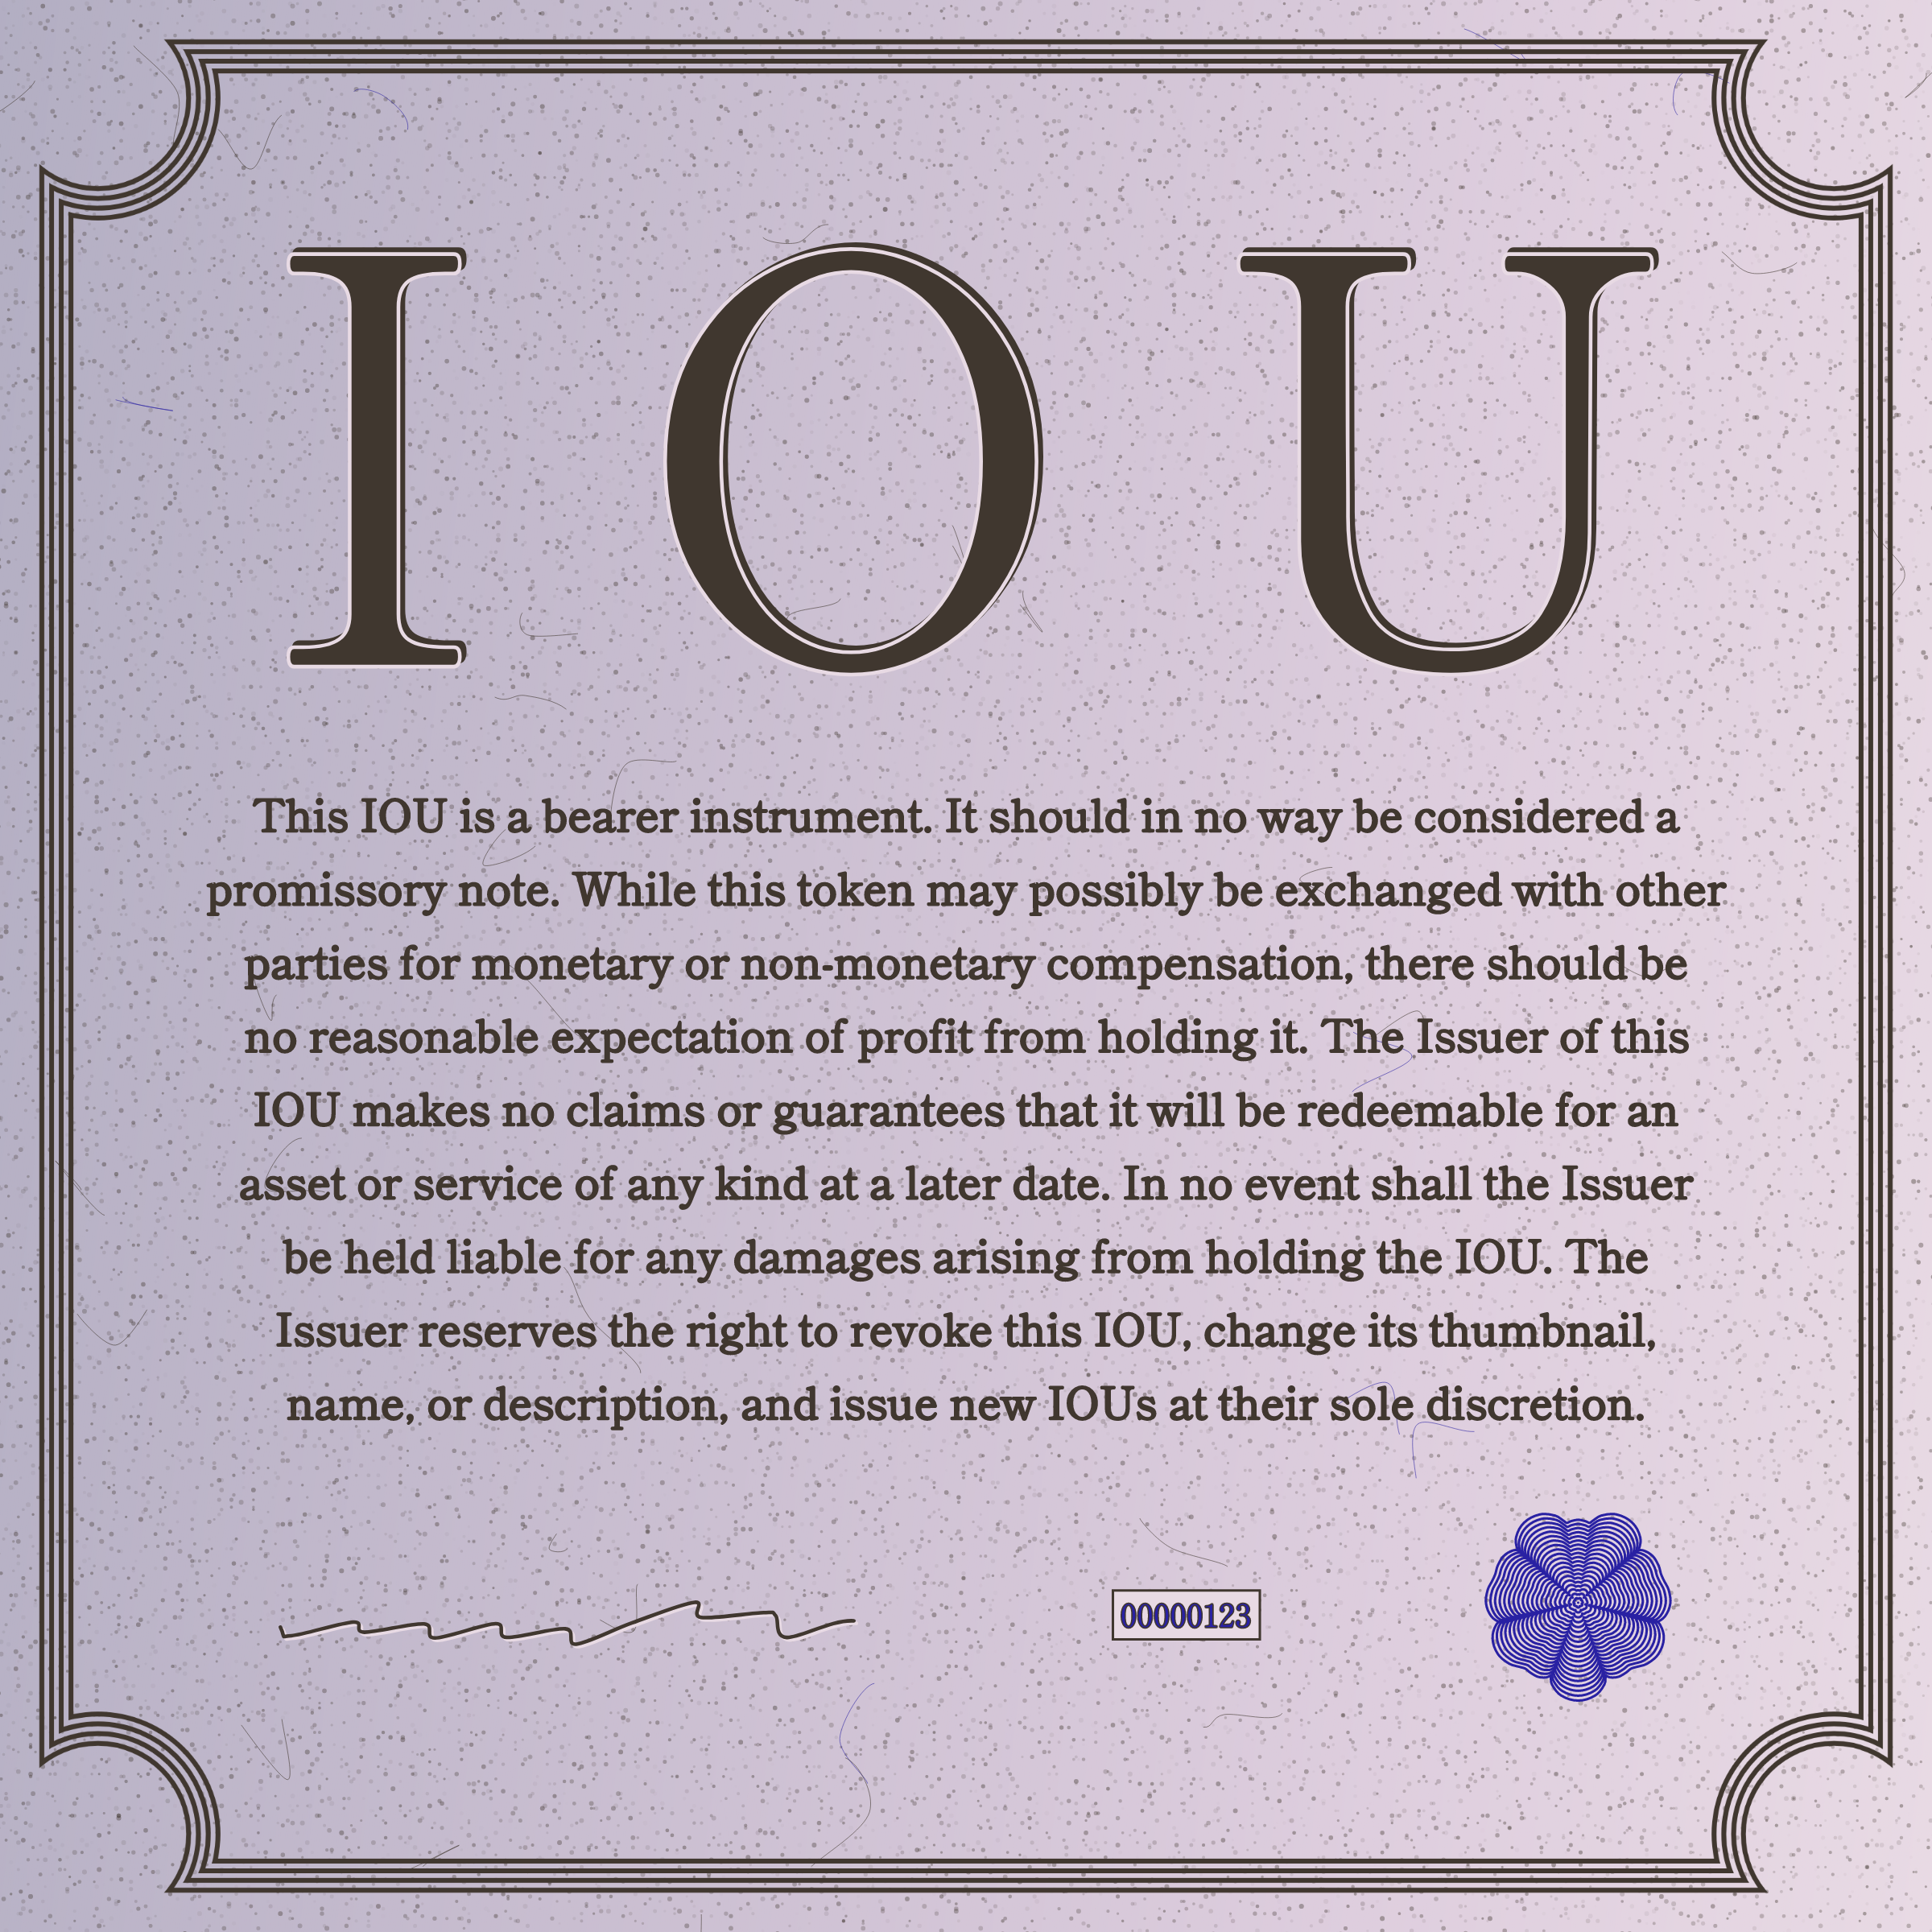 I O U
This IOU is a bearer instrument. It should in no way be considered a
promissory note. While this token may possibly be exchanged with other
parties for monetary or non-monetary compensation, there should be
no reasonable expectation of profit from holding it. The Issuer of this
IOU makes no claims or guarantees that it will be redeemable for an
asset or service of any kind at a later date. In no event shall the Issuer
be held liable for any damages arising from holding the IOU. The
Issuer reserves the right to revoke this IOU, change its thumbnail,
name, or description, and issue new IOUs at their sole discretion.
00000123